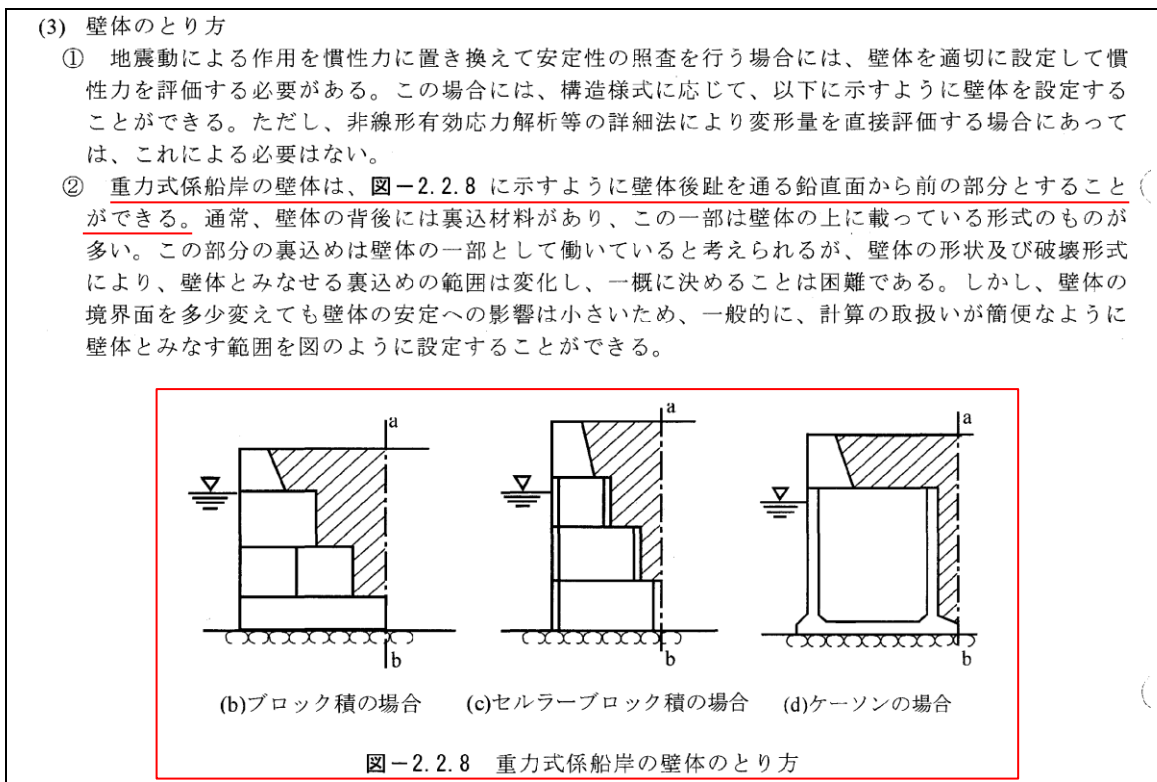 (3) 壁体のとり方
① 地震動による作用を慣性力に置き換えて安定性の照査を行う場合には、壁体を適切に設定して慣
性力を評価する必要がある。この場合には、構造様式に応じて、以下に示すように壁体を設定する
ことができる。ただし、非線形有効応力解析等の詳細法により変形量を直接評価する場合にあって
は、これによる必要はない。
② 重力式係船岸の壁体は、図－2.2.8 に示すように壁体後趾を通る鉛直面から前の部分とすること
ができる。通常、壁体の背後には裏込材料があり、この一部は壁体の上に載っている形式のものが
多い。この部分の裏込めは壁体の一部として働いていると考えられるが、壁体の形状及び破壊形式
により、壁体とみなせる裏込めの範囲は変化し、一概に決めることは困難である。しかし、壁体の
境界面を多少変えても壁体の安定への影響は小さいため、一般的に、計算の取扱いが簡便なように
壁体とみなす範囲を図のように設定することができる。
a
a
a
b
b
b
(b)ブロック積の場合
(c)セルラーブロック積の場合
(d)ケーソンの場合
図－2.2.8 重力式係船岸の壁体のとり方